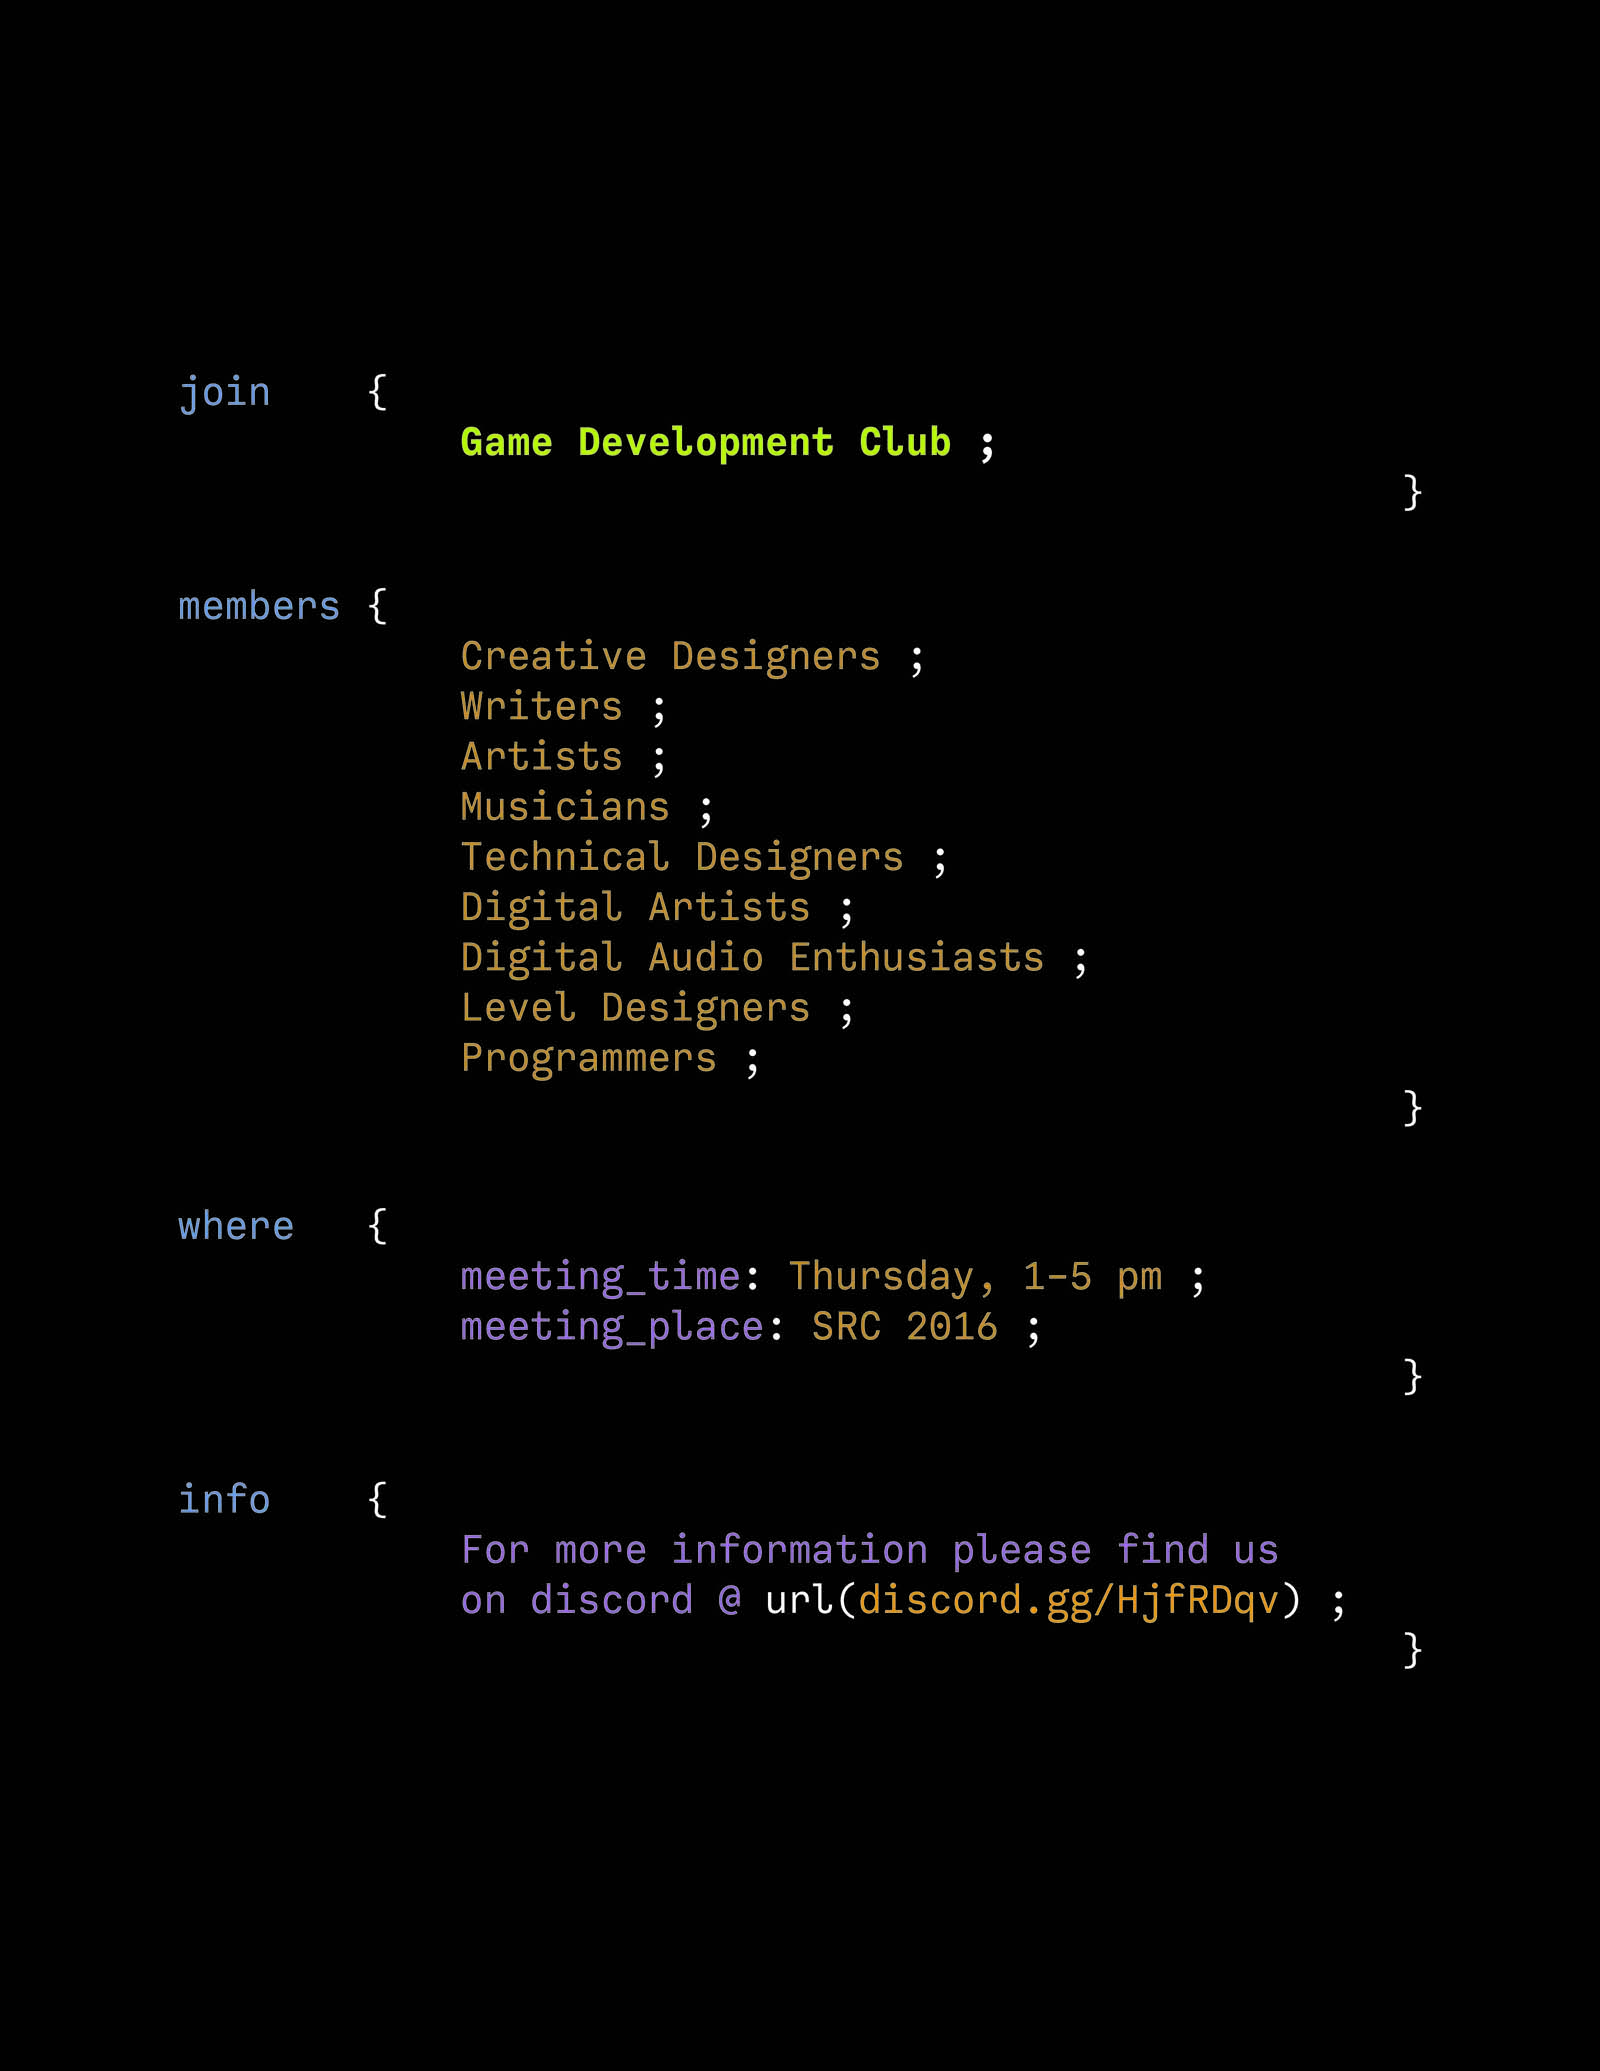 join {
Game Development Club ;
}
members {
Creative Designers ;
Writers ;
Artists ;
Musicians ;
Technical Designers ;
Digital Artists ;
Digital Audio Enthusiasts ;
Level Designers ;
Programmers ;
}
where {
meeting_time: Thursday, 1-5 pm ;
meeting_place: SRC 2016 ;
}
info {
For more information please find us
on discord @ url(discord.gg/HjfRDqv) ;
}